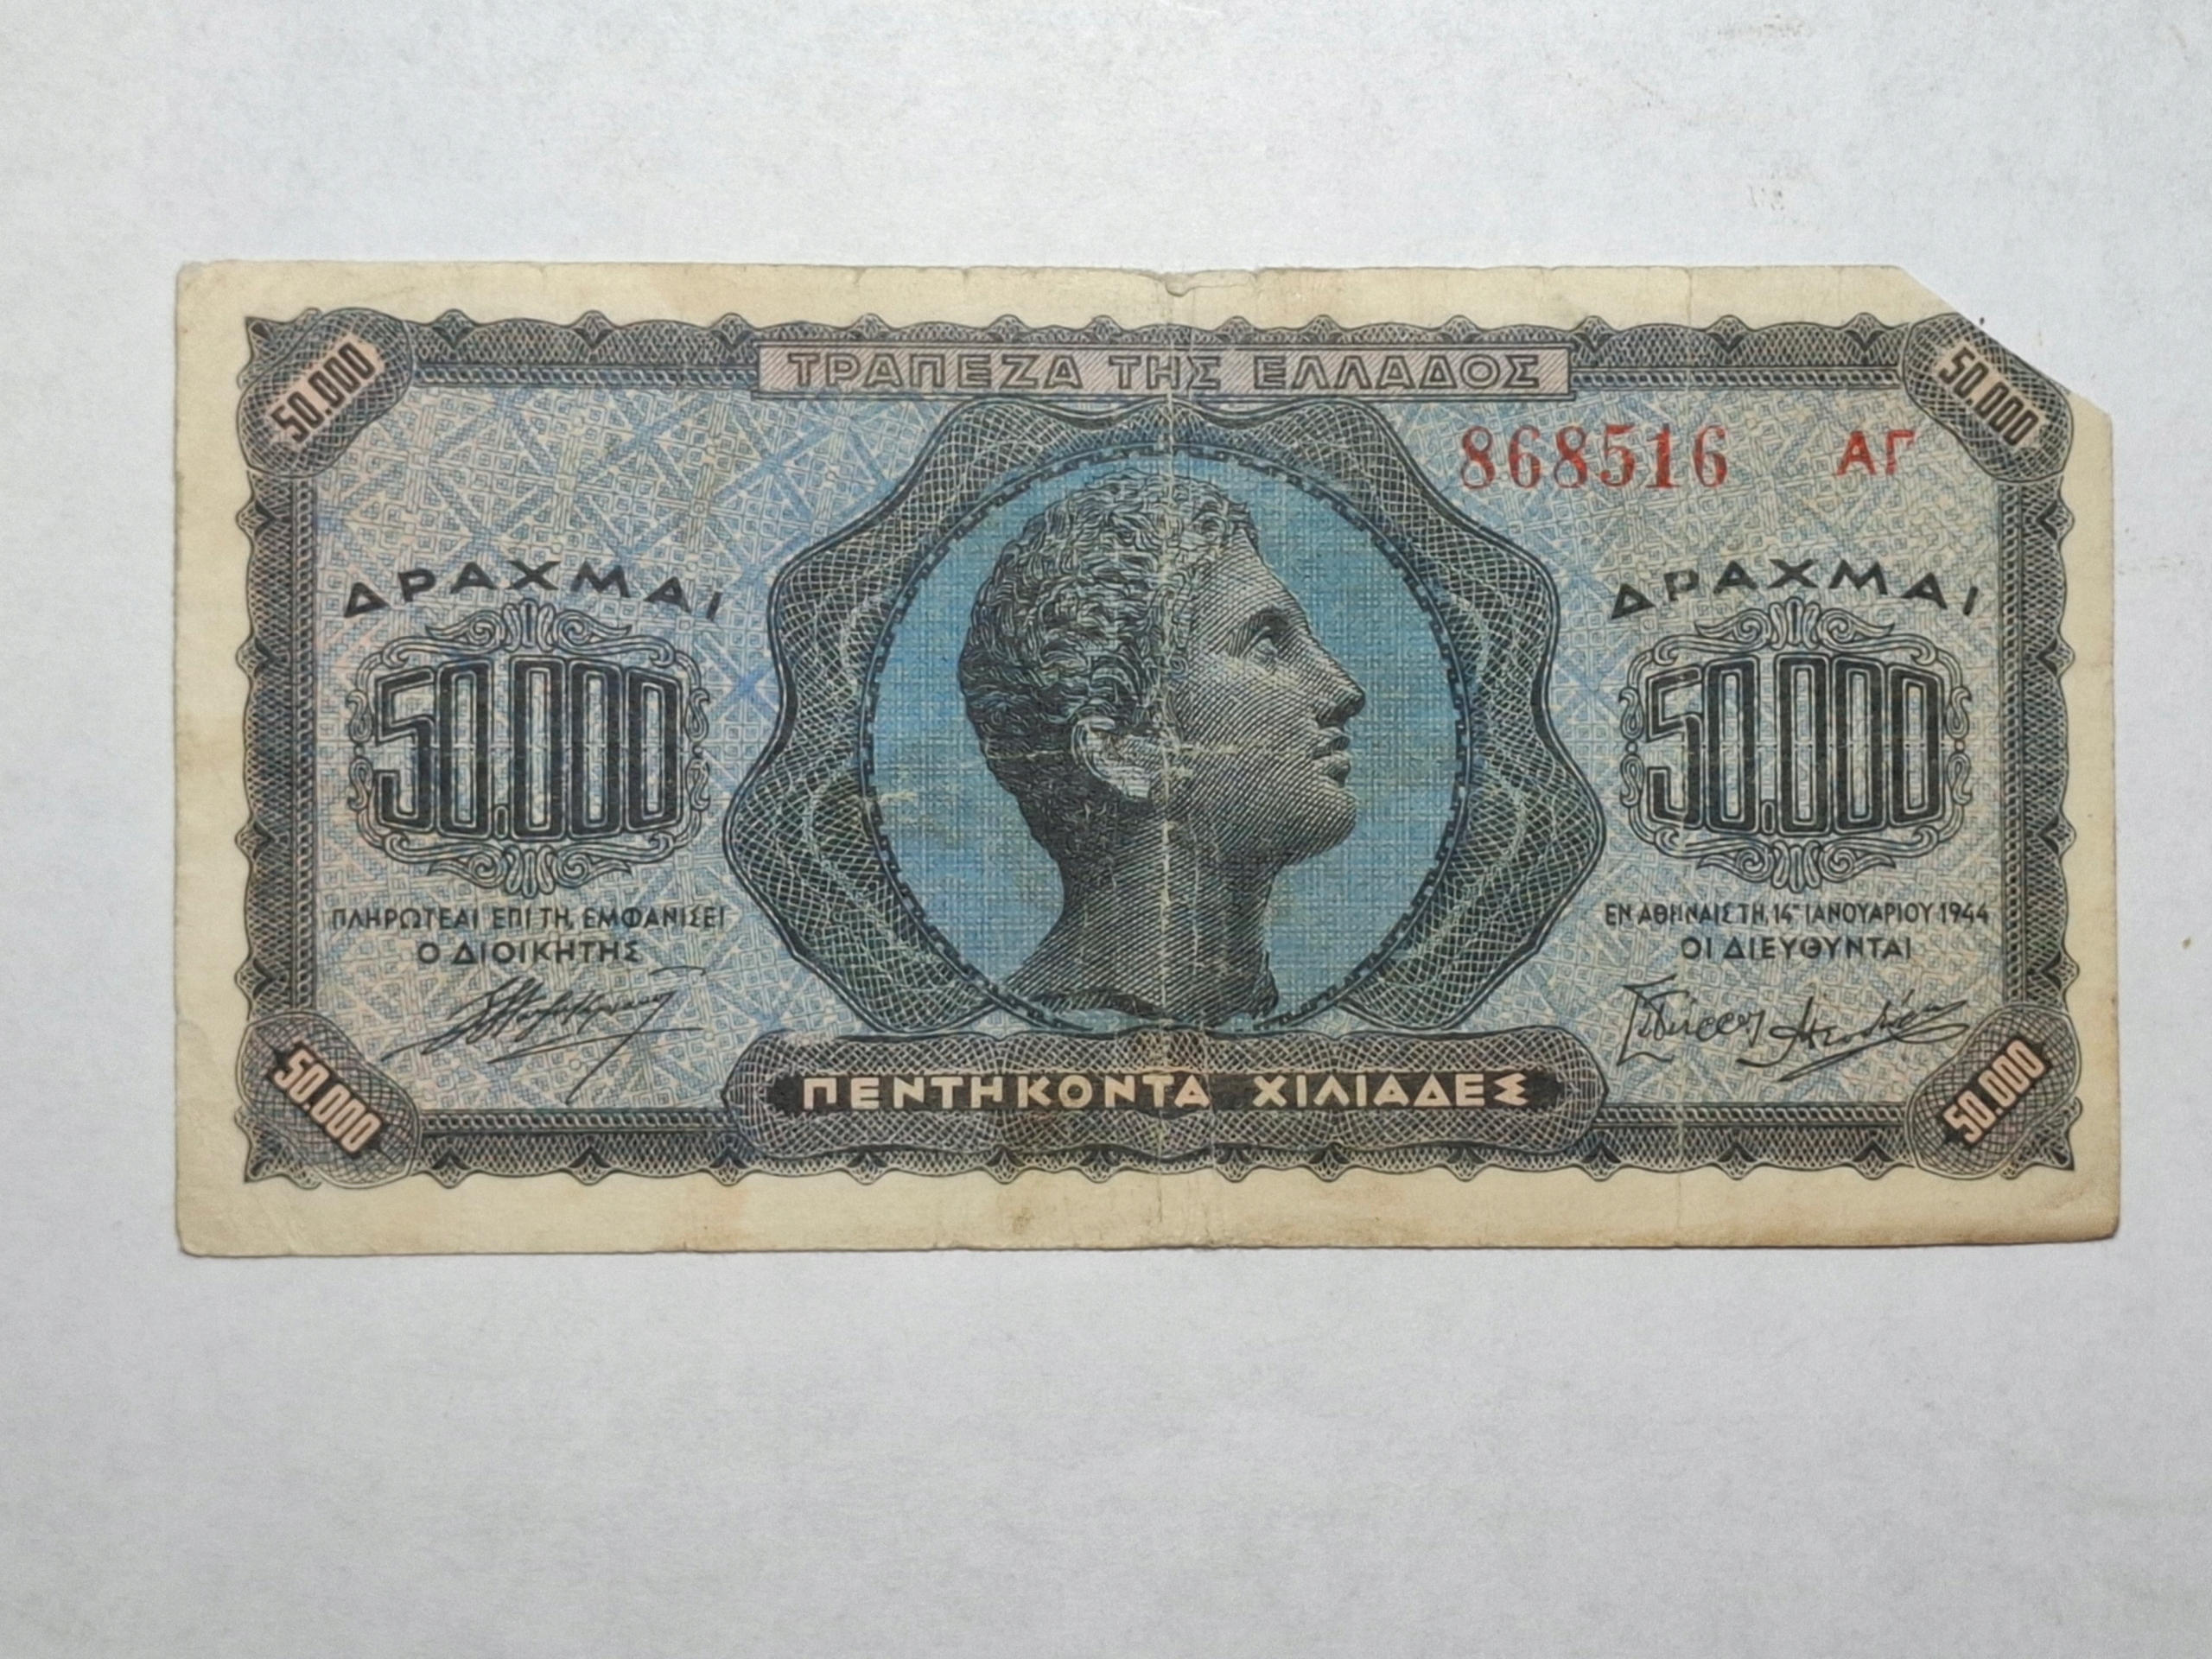 50.000
ΤΡΑΠΕΖΑ ΤΗΣ ΕΛΛΑΔΟΣ
50.000
868516 ΑΓ
ΔΡΑΧΜΑΙ
50.000
ΔΡΑΧΜΑΙ
50.000
ΠΛΗΡΩΤΕΑΙ ΕΠΙ ΤΗ, ΕΜΦΑΝΙΣΕΙ
Ο ΔΙΟΙΚΗΤΗΣ
ΕΝ ΑΘΗΝΑΙΣ ΤΗ, 14ῃ ΙΑΝΟΥΑΡΙΟΥ 1944
ΟΙ ΔΙΕΥΘΥΝΤΑΙ
50.000
ΠΕΝΤΗΚΟΝΤΑ ΧΙΛΙΑΔΕΣ
50.000